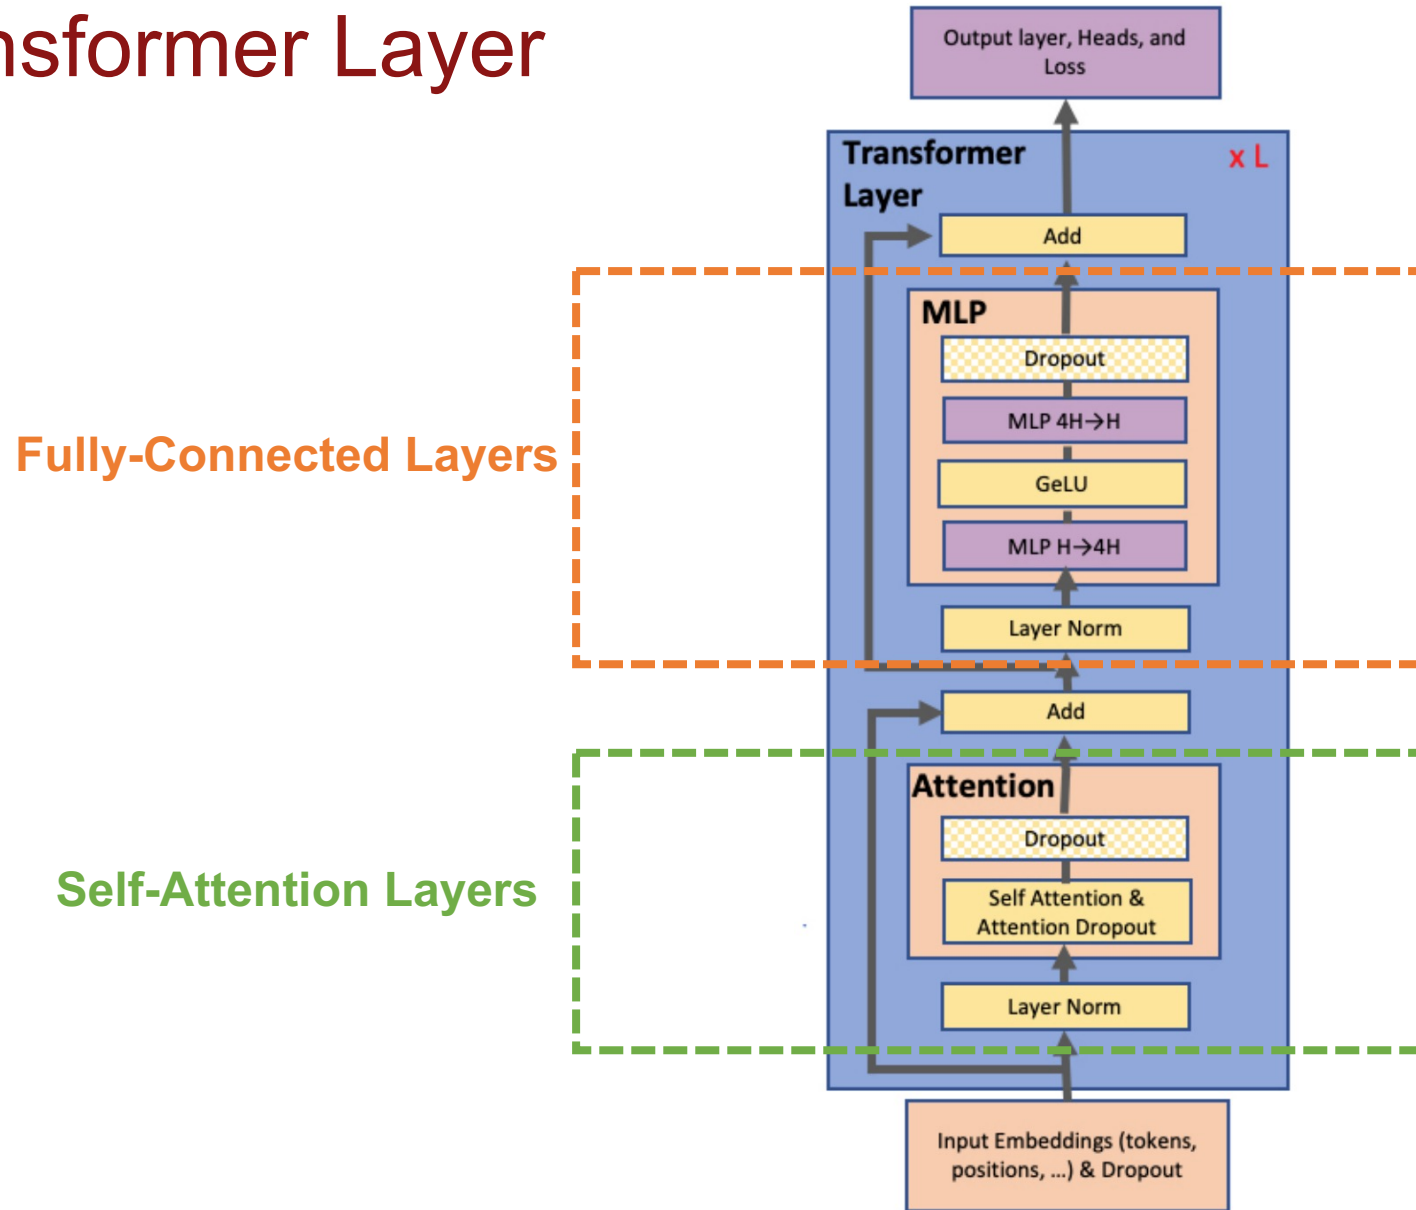 nsformer Layer
Output layer, Heads, and
Loss
Transformer
Layer
x L
Add
MLP
Dropout
MLP 4H→H
GeLU
MLP H→4H
Layer Norm
Fully-Connected Layers
Add
Attention
Dropout
Self Attention &
Attention Dropout
Layer Norm
Self-Attention Layers
Input Embeddings (tokens,
positions, ...) & Dropout